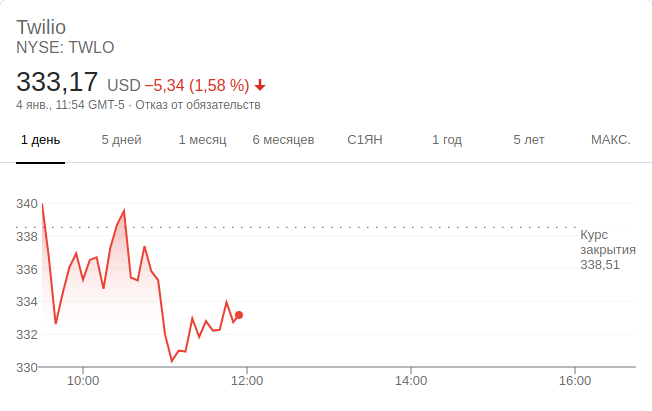 Twilio
NYSE: TWLO
333,17 USD −5,34 (1,58 %)
4 янв., 11:54 GMT-5 · Отказ от обязательств
1 день 5 дней 1 месяц 6 месяцев С1ЯН 1 год 5 лет МАКС.
340
338
336
334
332
330
Курс
закрытия
338,51
10:00 12:00 14:00 16:00